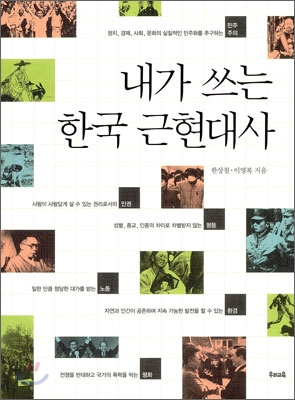 정치, 경제, 사회, 문화의 실질적인 민주화를 추구하는 민주주의
내가 쓰는
한국 근현대사
한상철·이영복 지음
사람이 사람답게 살 수 있는 권리로서의 인권
성별, 종교, 인종의 차이로 차별받지 않는 평등
일한 만큼 정당한 대가를 받는 노동
자연과 인간이 공존하며 지속 가능한 발전을 할 수 있는 환경
전쟁을 반대하고 국가의 폭력을 막는 평화
우리교육